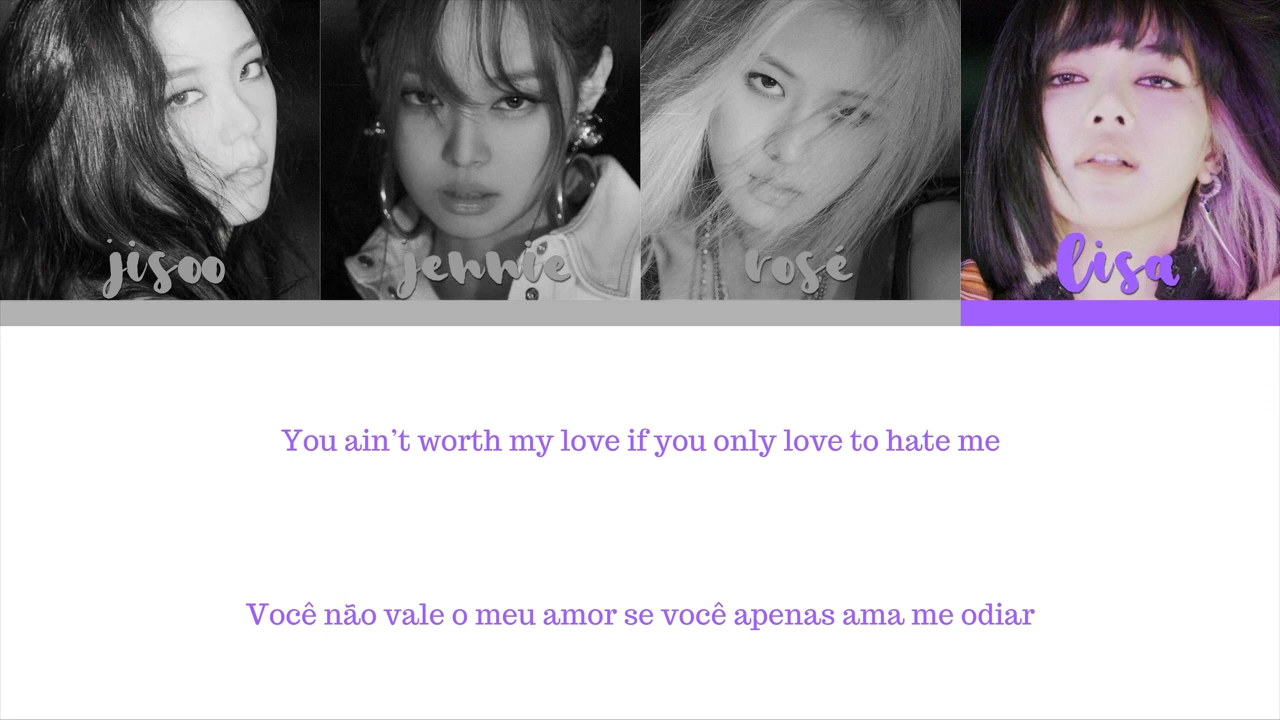 jisoo jennie rosé lisa
You ain’t worth my love if you only love to hate me
Você não vale o meu amor se você apenas ama me odiar